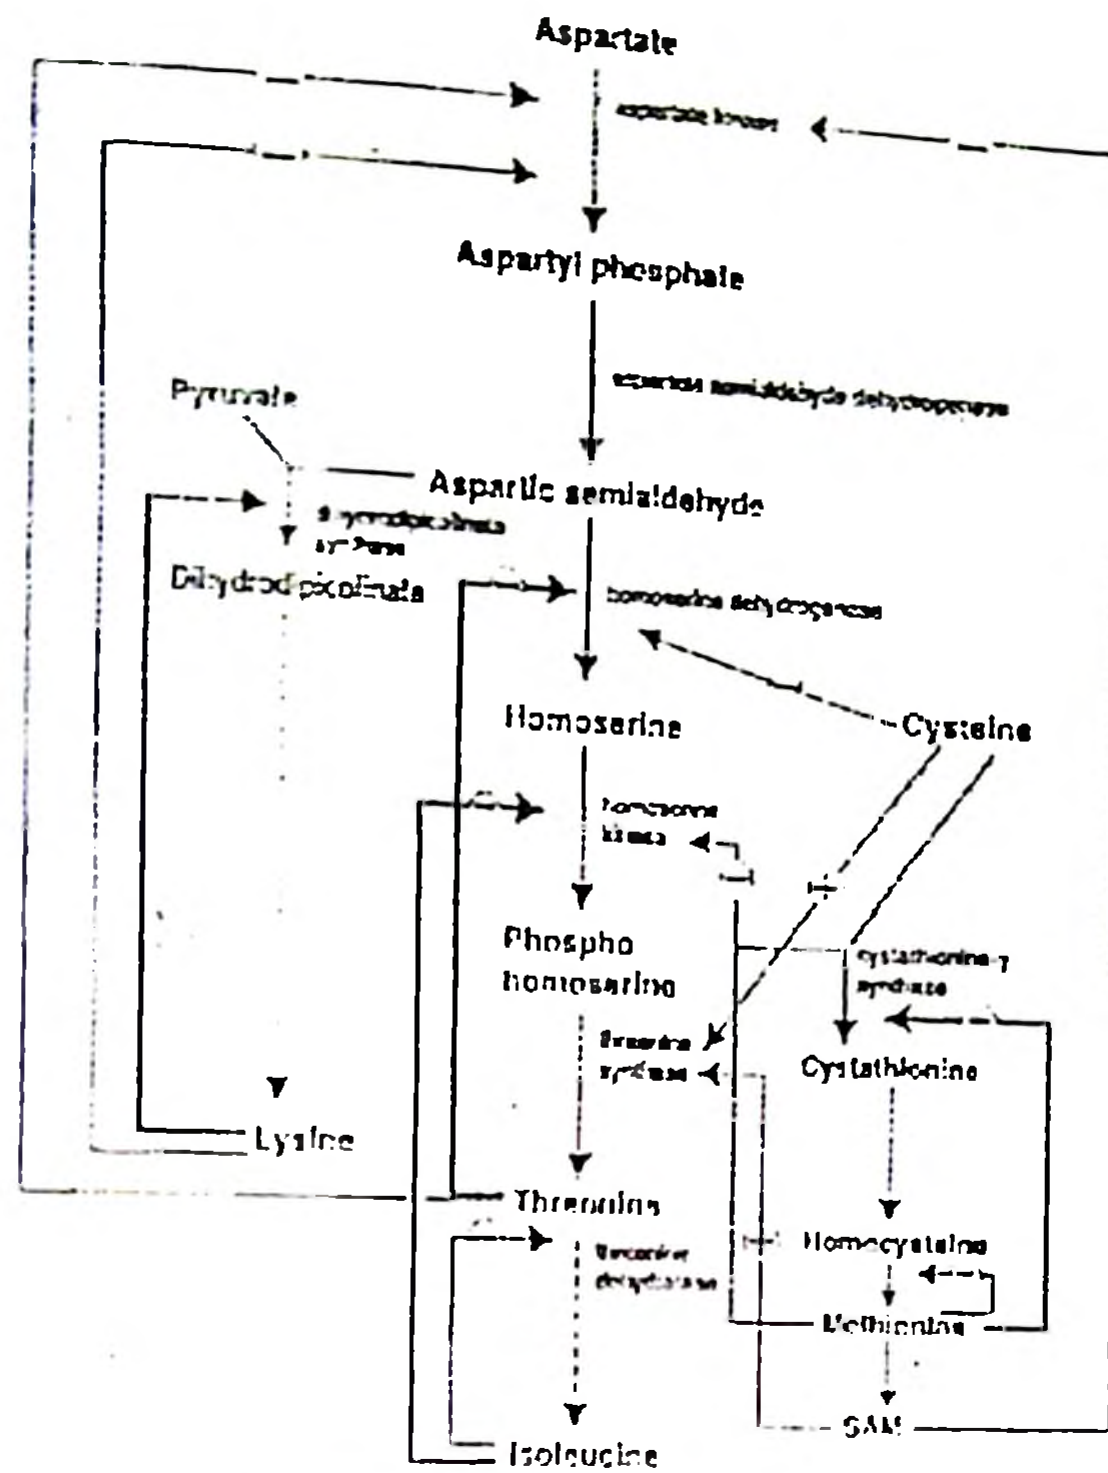 Aspartate
aspartate kinase
Aspartyl phosphate
Pyruvate
aspartate semialdehyde dehydrogenase
Aspartic semialdehyde
synthase
Dihydrodipicolinate
homoserine dehydrogenase
Homoserine
Cysteine
homoserine
kinase
Phospho
homoserine
cystathionine-γ
synthase
threonine
synthase
Cystathionine
Lysine
Threonine
Homocysteine
threonine
dehydratase
Methionine
SAM
Isoleucine